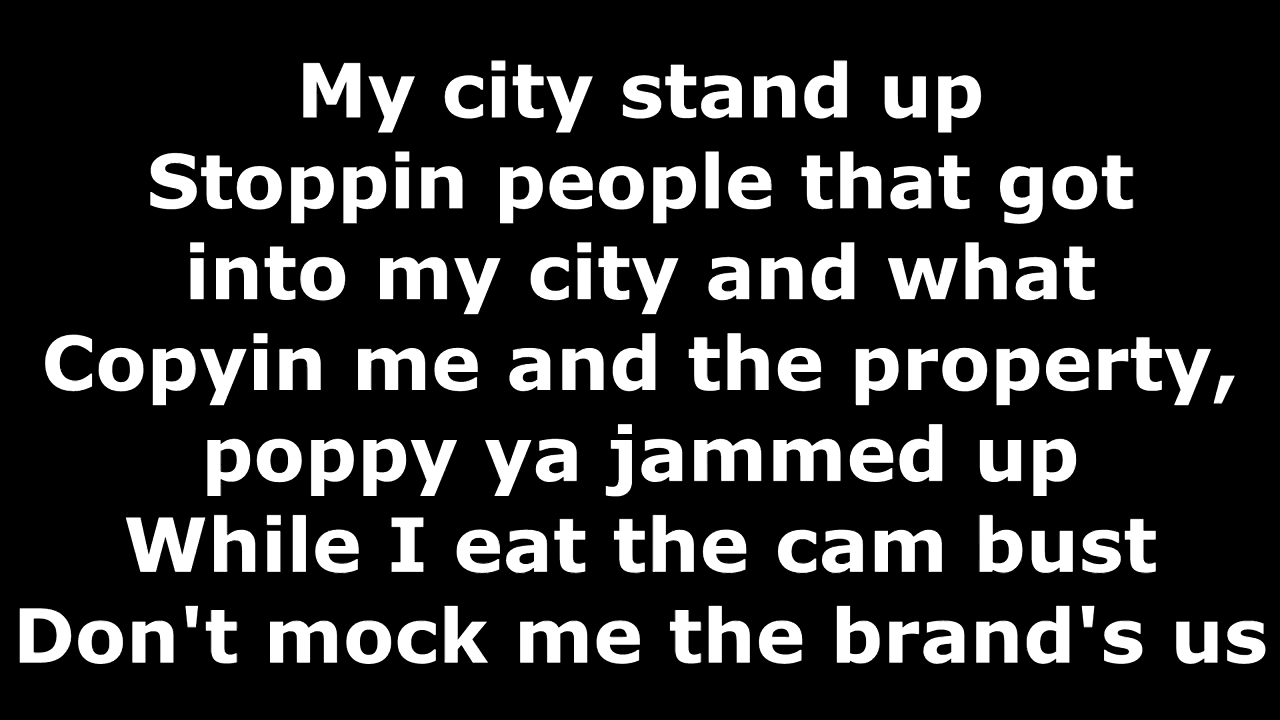 My city stand up
Stoppin people that got
into my city and what
Copyin me and the property,
poppy ya jammed up
While I eat the cam bust
Don't mock me the brand's us